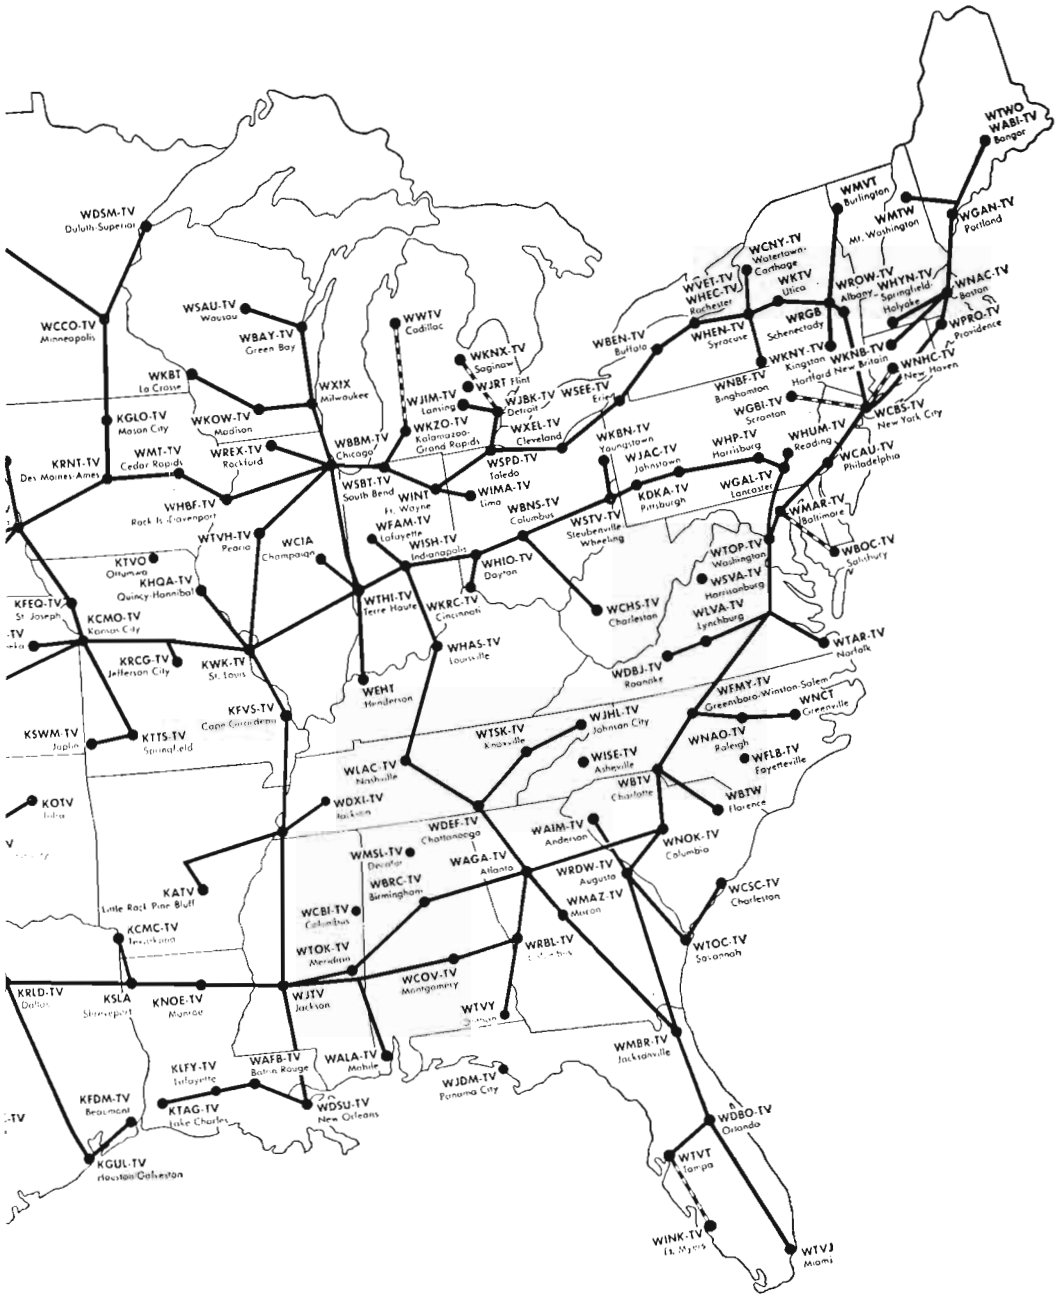 WTWO
WABI-TV
Bangor
WMVT
Burlington
WMTW
Mt. Washington
WGAN-TV
Portland
WDSM-TV
Duluth-Superior
WCNY-TV
Watertown-
Carthage
WKTV
Utica
WROW-TV
Albany
WHYN-TV
Springfield-
Holyoke
WNAC-TV
Boston
WVET-TV
WHEC-TV
Rochester
WRGB
Schenectady
WPRO-TV
Providence
WCCO-TV
Minneapolis
WSAU-TV
Wausau
WBAY-TV
Green Bay
WWTV
Cadillac
WBEN-TV
Buffalo
WHEN-TV
Syracuse
WKNY-TV
Kingston
WKNB-TV
Hartford New Britain
WNHC-TV
New Haven
WKNX-TV
Saginaw
WJRT Flint
WKBT
La Crosse
WXIX
Milwaukee
WJIM-TV
Lansing
WJBK-TV
Detroit
WSEE-TV
Erie
WNBF-TV
Binghamton
WGBI-TV
Scranton
WCBS-TV
New York City
KGLO-TV
Mason City
WKOW-TV
Madison
WKZO-TV
Kalamazoo-
Grand Rapids
WXEL-TV
Cleveland
WKBN-TV
Youngstown
WHP-TV
Harrisburg
WHUM-TV
Reading
KRNT-TV
Des Moines-Ames
WMT-TV
Cedar Rapids
WREX-TV
Rockford
WBBM-TV
Chicago
WSPD-TV
Toledo
WJAC-TV
Johnstown
WGAL-TV
Lancaster
WCAU-TV
Philadelphia
WHBF-TV
Rock Is.-Davenport
WSBT-TV
South Bend
WINT
Ft. Wayne
WIMA-TV
Lima
WBNS-TV
Columbus
KDKA-TV
Pittsburgh
WSTV-TV
Steubenville
Wheeling
WMAR-TV
Baltimore
WTVH-TV
Peoria
WFAM-TV
Lafayette
WISH-TV
Indianapolis
WCIA
Champaign
WHIO-TV
Dayton
WTOP-TV
Washington
WBOC-TV
Salisbury
KTVO
Ottumwa
KHQA-TV
Quincy-Hannibal
WTHI-TV
Terre Haute
WKRC-TV
Cincinnati
WSVA-TV
Harrisonburg
WCHS-TV
Charleston
WLVA-TV
Lynchburg
KFEQ-TV
St Joseph
KCMO-TV
Kansas City
-TV
eka
KRCG-TV
Jefferson City
KWK-TV
St. Louis
WHAS-TV
Louisville
WDBJ-TV
Roanoke
WTAR-TV
Norfolk
WEHT
Henderson
WFMY-TV
Greensboro-Winston-Salem
WNCT
Greenville
KFVS-TV
Cape Girardeau
WJHL-TV
Johnson City
WTSK-TV
Knoxville
KSWM-TV
Joplin
KTTS-TV
Springfield
WNAO-TV
Raleigh
WFLB-TV
Fayetteville
WISE-TV
Asheville
WLAC-TV
Nashville
WBTV
Charlotte
WBTW
Florence
KOTV
WDXI-TV
Jackson
WDEF-TV
Chattanooga
WAIM-TV
Anderson
WNOK-TV
Columbia
WMSL-TV
Decatur
WAGA-TV
Atlanta
WRDW-TV
Augusta
WBRC-TV
Birmingham
KATV
Little Rock Pine Bluff
WCSC-TV
Charleston
WCBI-TV
Columbus
WMAZ-TV
Macon
KCMC-TV
Texarkana
WTOK-TV
Meridian
WRBL-TV
Columbus
WTOC-TV
Savannah
WCOV-TV
Montgomery
KRLD-TV
Dallas
KSLA
Shreveport
KNOE-TV
Monroe
WJTV
Jackson
WTVY
Dothan
WMBR-TV
Jacksonville
KLFY-TV
Lafayette
WAFB-TV
Baton Rouge
WALA-TV
Mobile
WJDM-TV
Panama City
KFDM-TV
Beaumont
KTAG-TV
Lake Charles
WDSU-TV
New Orleans
WDBO-TV
Orlando
-TV
KGUL-TV
Houston/Galveston
WTVT
Tampa
WINK-TV
Ft. Myers
WTVJ
Miami